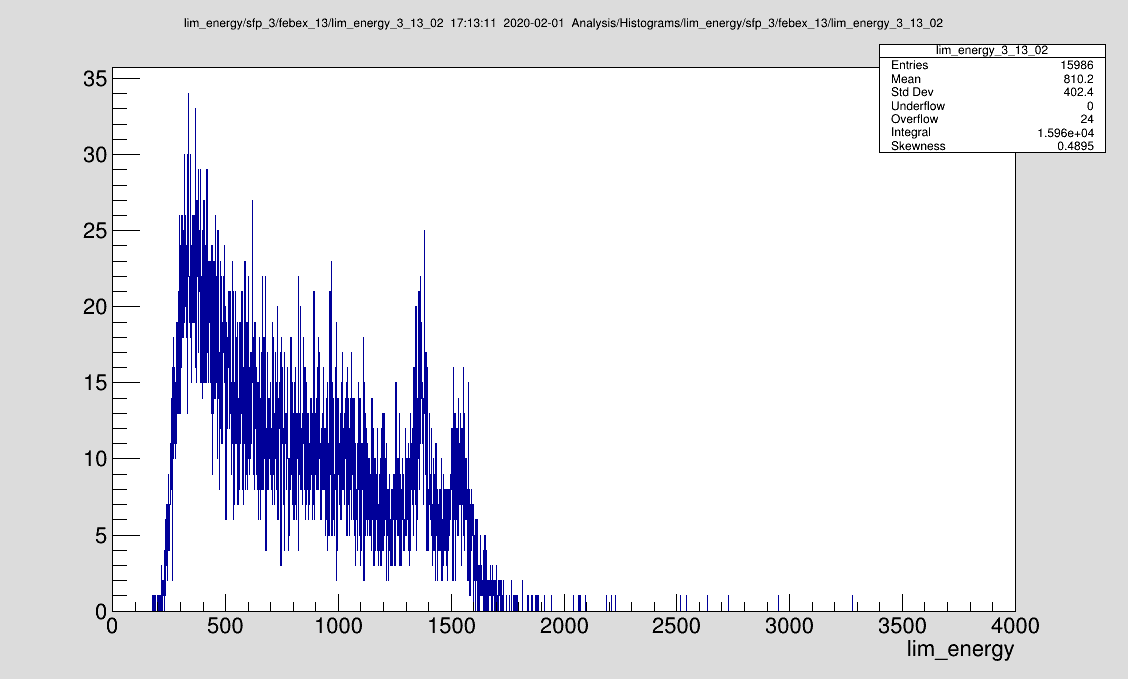 lim_energy/sfp_3/febex_13/lim_energy_3_13_02 17:13:11 2020-02-01 Analysis/Histograms/lim_energy/sfp_3/febex_13/lim_energy_3_13_02
lim_energy_3_13_02
Entries 15986
Mean 810.2
Std Dev 402.4
Underflow 0
Overflow 24
Integral 1.596e+04
Skewness 0.4895
35
30
25
20
15
10
5
0
0 500 1000 1500 2000 2500 3000 3500 4000
lim_energy